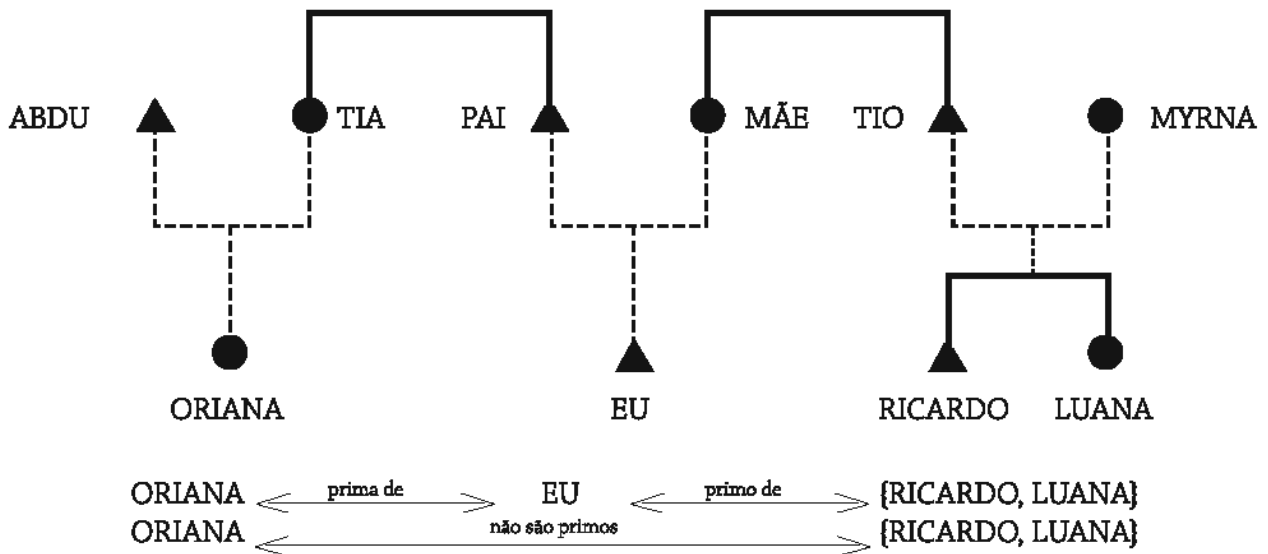 ABDU TIA PAI MÃE TIO MYRNA
ORIANA EU RICARDO LUANA
ORIANA prima de EU primo de {RICARDO, LUANA}
ORIANA não são primos {RICARDO, LUANA}